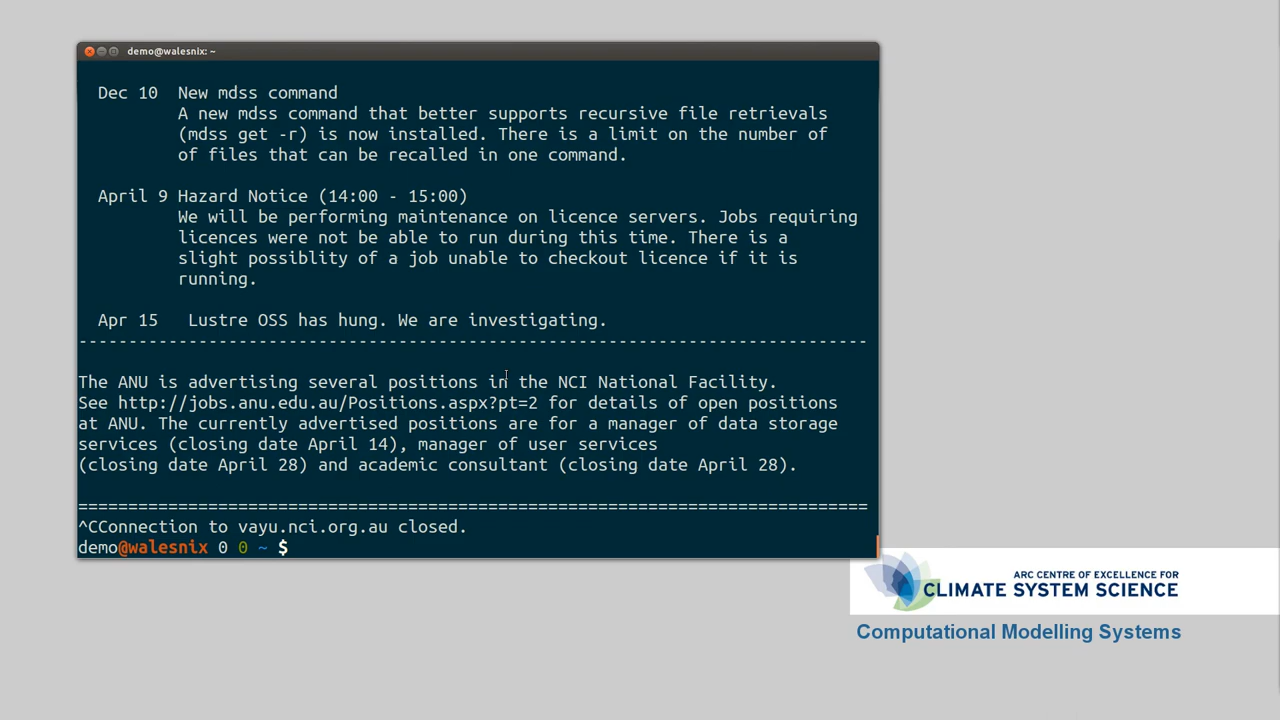 demo@walesnix: ~
Dec 10 New mdss command
A new mdss command that better supports recursive file retrievals
(mdss get -r) is now installed. There is a limit on the number of
of files that can be recalled in one command.
April 9 Hazard Notice (14:00 - 15:00)
We will be performing maintenance on licence servers. Jobs requiring
licences were not be able to run during this time. There is a
slight possiblity of a job unable to checkout licence if it is
running.
Apr 15 Lustre OSS has hung. We are investigating.
-------------------------------------------------------------------------------
The ANU is advertising several positions in the NCI National Facility.
See http://jobs.anu.edu.au/Positions.aspx?pt=2 for details of open positions
at ANU. The currently advertised positions are for a manager of data storage
services (closing date April 14), manager of user services
(closing date April 28) and academic consultant (closing date April 28).
===============================================================================
^CConnection to vayu.nci.org.au closed.
demo@walesnix 0 0 ~ $
ARC CENTRE OF EXCELLENCE FOR
CLIMATE SYSTEM SCIENCE
Computational Modelling Systems